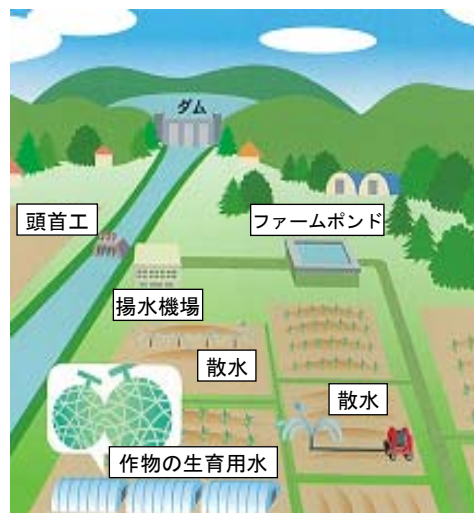 ダム
頭首工
ファームポンド
揚水機場
散水
散水
作物の生育用水